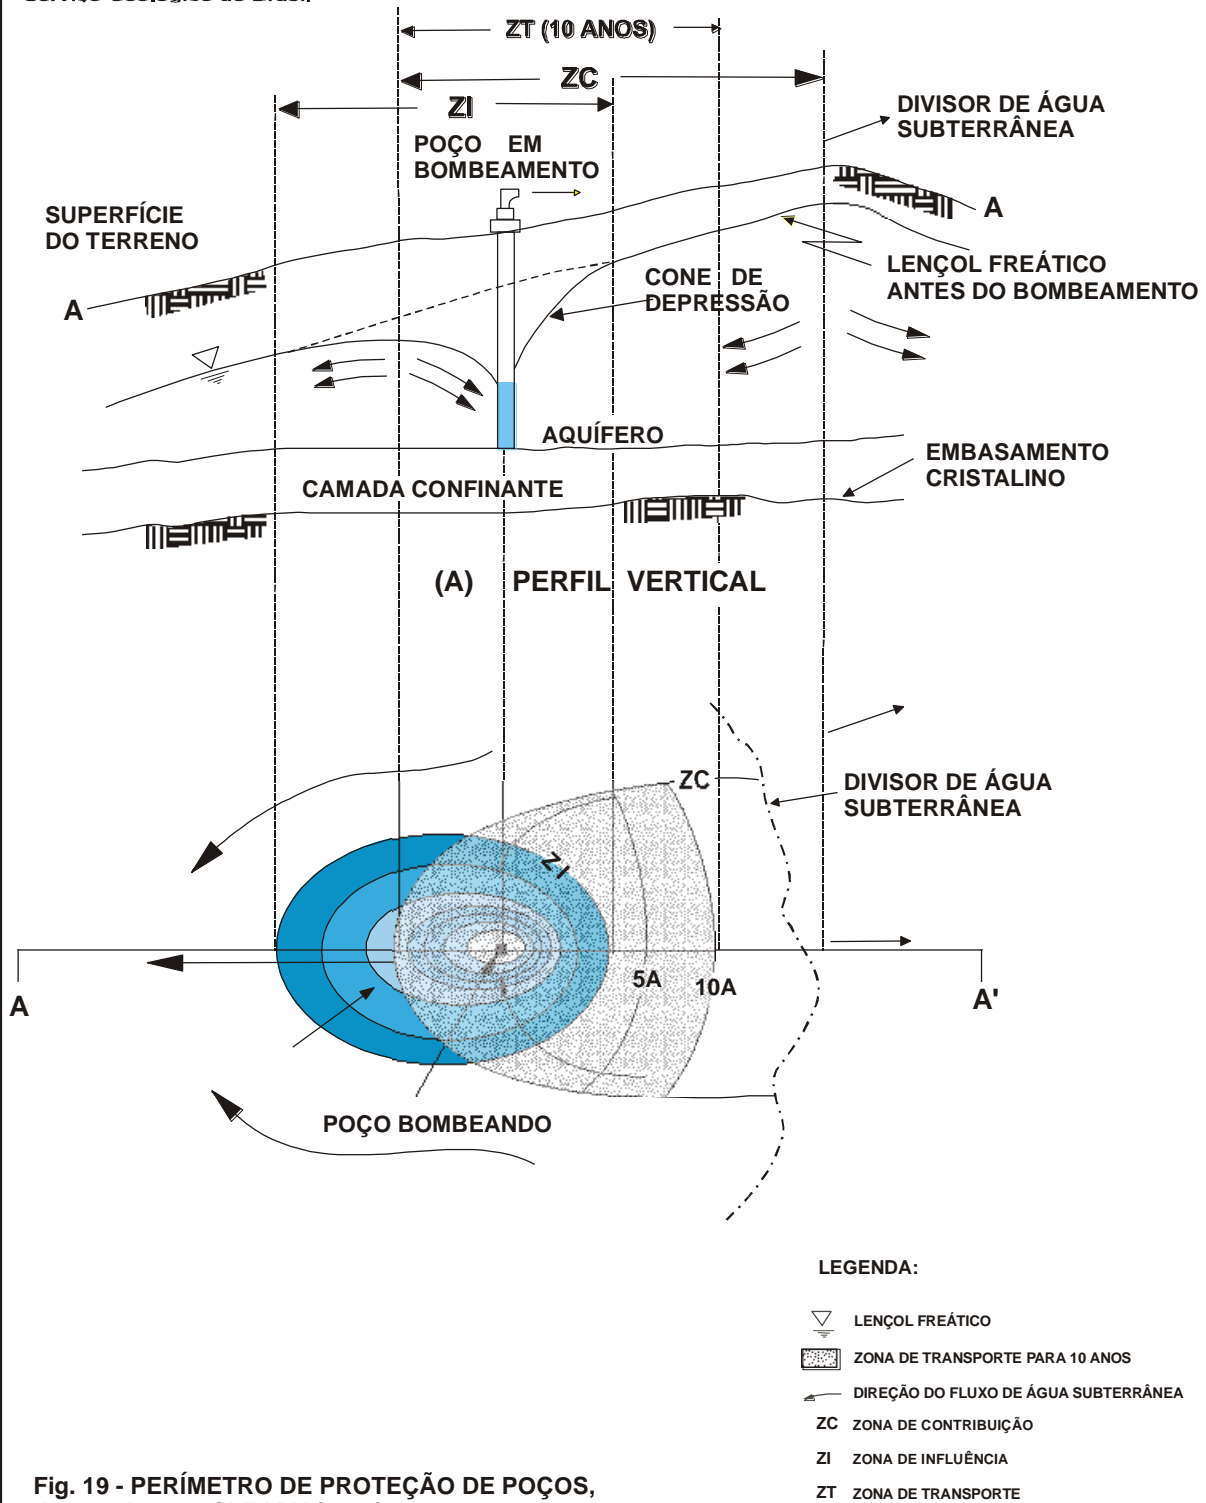 ZT (10 ANOS)
ZC
ZI
DIVISOR DE ÁGUA
SUBTERRÂNEA
POÇO EM
BOMBEAMENTO
SUPERFÍCIE
DO TERRENO
A
A
CONE DE
DEPRESSÃO
LENÇOL FREÁTICO
ANTES DO BOMBEAMENTO
AQUÍFERO
EMBASAMENTO
CRISTALINO
CAMADA CONFINANTE
(A) PERFIL VERTICAL
ZC
DIVISOR DE ÁGUA
SUBTERRÂNEA
ZI
5A
10A
A
A'
POÇO BOMBEANDO
LEGENDA:
LENÇOL FREÁTICO
ZONA DE TRANSPORTE PARA 10 ANOS
DIREÇÃO DO FLUXO DE ÁGUA SUBTERRÂNEA
ZC ZONA DE CONTRIBUIÇÃO
ZI ZONA DE INFLUÊNCIA
ZT ZONA DE TRANSPORTE
Fig. 19 - PERÍMETRO DE PROTEÇÃO DE POÇOS,